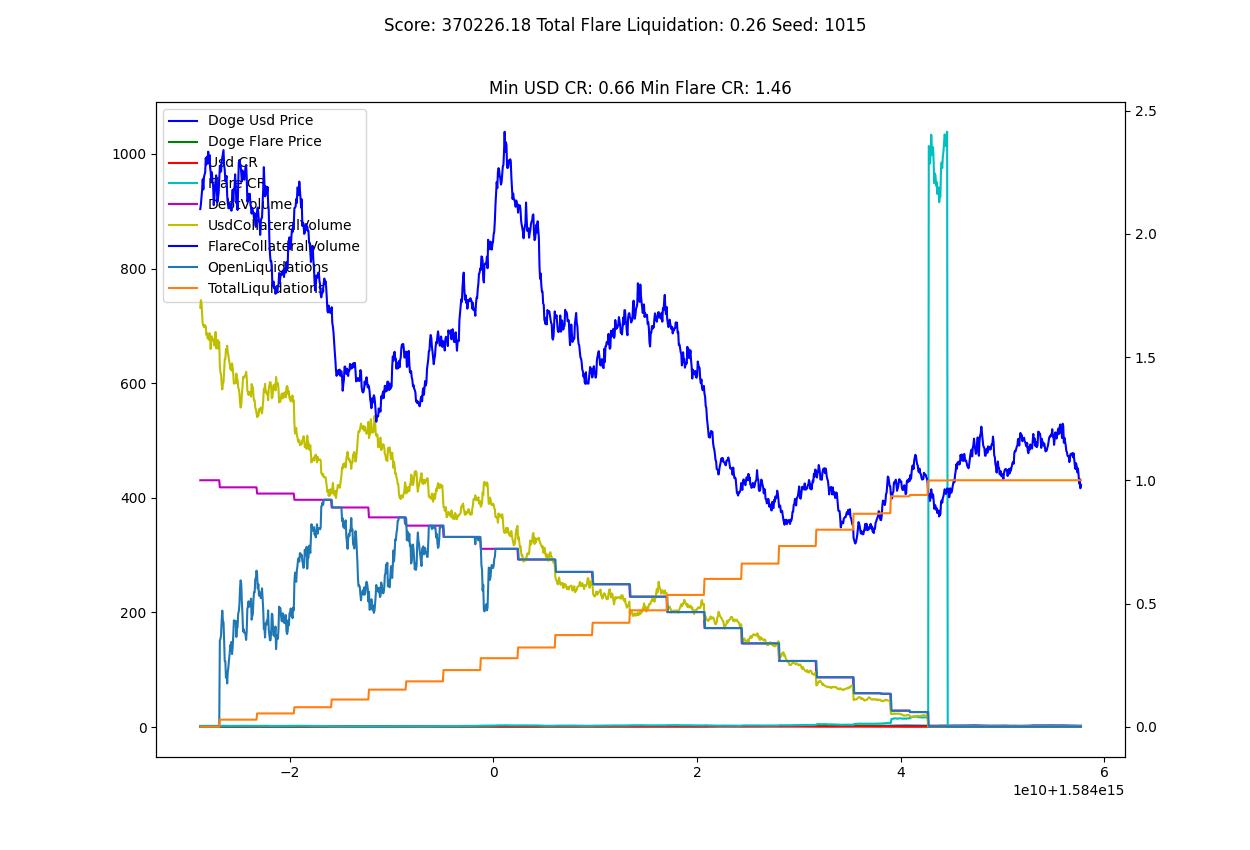 Score: 370226.18 Total Flare Liquidation: 0.26 Seed: 1015
Min USD CR: 0.66 Min Flare CR: 1.46
Doge Usd Price
Doge Flare Price
Usd CR
Flare CR
DebtVolume
UsdCollateralVolume
FlareCollateralVolume
OpenLiquidations
TotalLiquidations
1000
800
600
400
200
0
2.5
2.0
1.5
1.0
0.5
0.0
−2
0
2
4
6
1e10+1.584e15